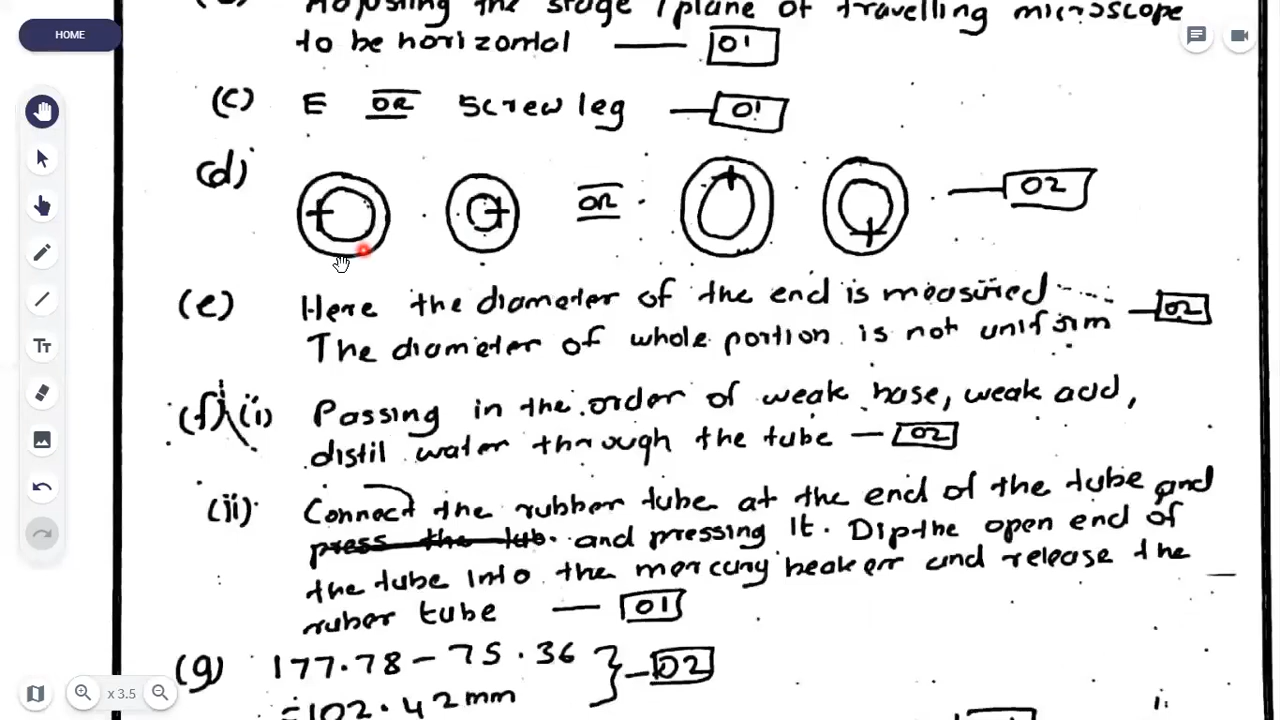 HOME
Adjusting the stage / plane of travelling microscope
to be horizontal — 01
(c) E OR Screw leg — 01
(d) OR — 02
(e) Here the diameter of the end is measured ..... — 02
The diameter of whole portion is not uniform
(f) (i) Passing in the order of weak base, weak acid,
distil water through the tube — 02
(ii) Connect the rubber tube at the end of the tube and
press the tub. and pressing it. Dip the open end of
the tube into the mercury beaker and release the
ruber tube — 01
(g) 177.78 - 75.36 } — 02
= 102.42 mm
Tт
x 3.5